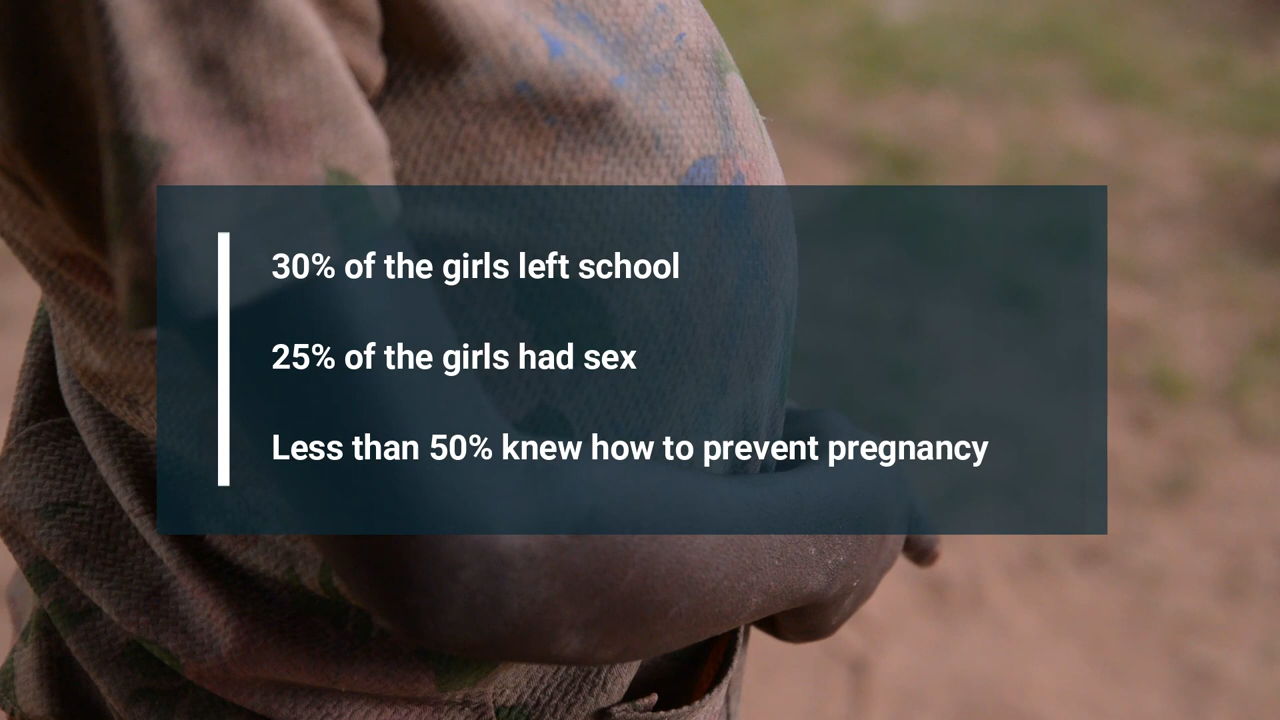 30% of the girls left school
25% of the girls had sex
Less than 50% knew how to prevent pregnancy